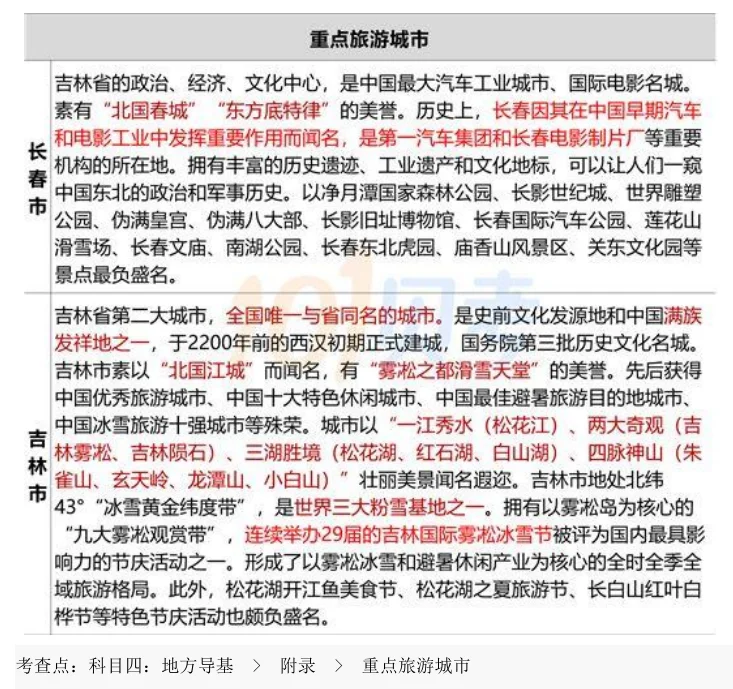 重点旅游城市
长春市
吉林省的政治、经济、文化中心，是中国最大汽车工业城市、国际电影名城。
素有“北国春城”“东方底特律”的美誉。历史上，长春因其在中国早期汽车
和电影工业中发挥重要作用而闻名，是第一汽车集团和长春电影制片厂等重要
机构的所在地。拥有丰富的历史遗迹、工业遗产和文化地标，可以让人们一窥
中国东北的政治和军事历史。以净月潭国家森林公园、长影世纪城、世界雕塑
公园、伪满皇宫、伪满八大部、长影旧址博物馆、长春国际汽车公园、莲花山
滑雪场、长春文庙、南湖公园、长春东北虎园、庙香山风景区、关东文化园等
景点最负盛名。
吉林市
吉林省第二大城市，全国唯一与省同名的城市。是史前文化发源地和中国满族
发祥地之一，于2200年前的西汉初期正式建城，国务院第三批历史文化名城。
吉林市素以“北国江城”而闻名，有“雾凇之都滑雪天堂”的美誉。先后获得
中国优秀旅游城市、中国十大特色休闲城市、中国最佳避暑旅游目的地城市、
中国冰雪旅游十强城市等殊荣。城市以“一江秀水（松花江）、两大奇观（吉
林雾凇、吉林陨石）、三湖胜境（松花湖、红石湖、白山湖）、四脉神山（朱
雀山、玄天岭、龙潭山、小白山）”壮丽美景闻名遐迩。吉林市地处北纬
43°“冰雪黄金纬度带”，是世界三大粉雪基地之一。拥有以雾凇岛为核心的
“九大雾凇观赏带”，连续举办29届的吉林国际雾凇冰雪节被评为国内最具影
响力的节庆活动之一。形成了以雾凇冰雪和避暑休闲产业为核心的全时全季全
域旅游格局。此外，松花湖开江鱼美食节、松花湖之夏旅游节、长白山红叶白
桦节等特色节庆活动也颇负盛名。
考查点：科目四：地方导基 > 附录 > 重点旅游城市